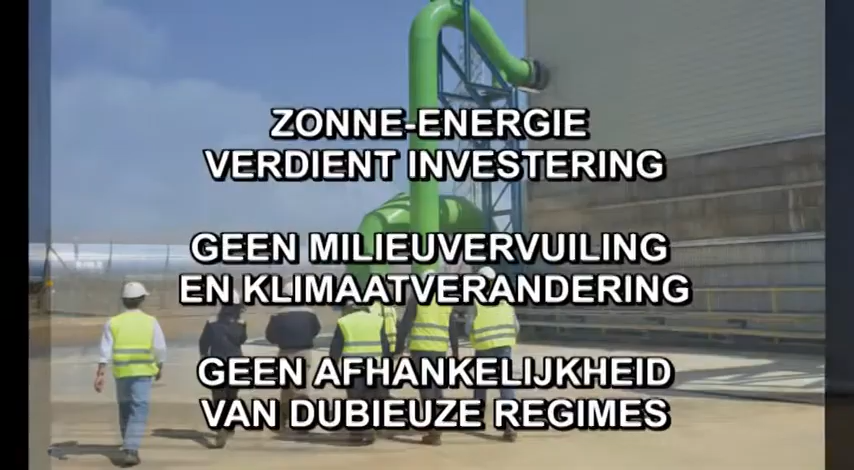 ZONNE-ENERGIE
VERDIENT INVESTERING
GEEN MILIEUVERVUILING
EN KLIMAATVERANDERING
GEEN AFHANKELIJKHEID
VAN DUBIEUZE REGIMES